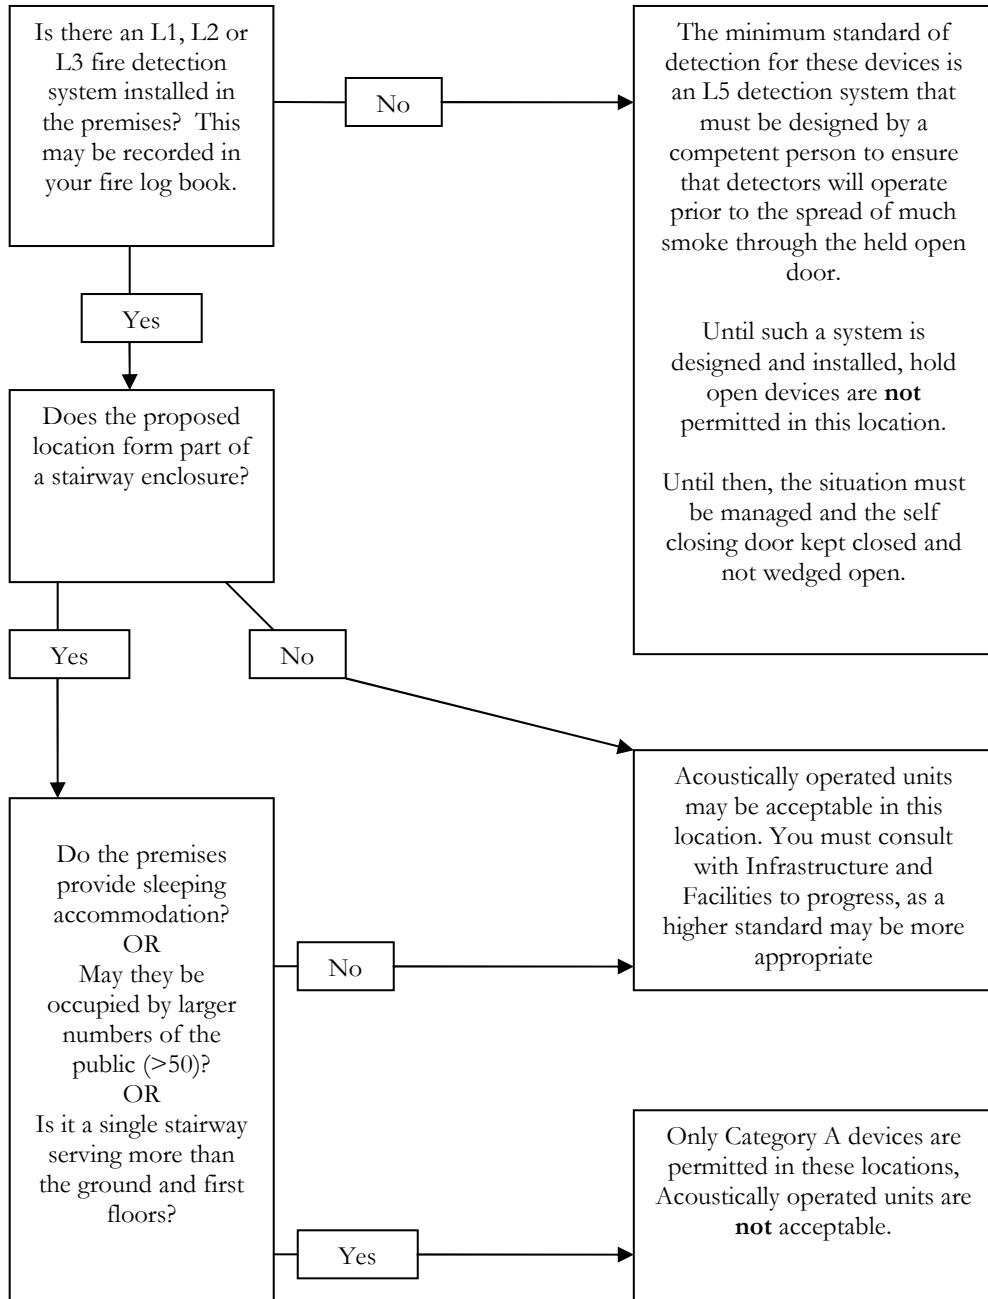 Is there an L1, L2 or
L3 fire detection
system installed in
the premises?  This
may be recorded in
your fire log book.
No
The minimum standard of
detection for these devices is
an L5 detection system that
must be designed by a
competent person to ensure
that detectors will operate
prior to the spread of much
smoke through the held open
door.
Until such a system is
designed and installed, hold
open devices are not
permitted in this location.
Until then, the situation must
be managed and the self
closing door kept closed and
not wedged open.
Yes
Does the proposed
location form part of
a stairway enclosure?
Yes
No
Acoustically operated units
may be acceptable in this
location. You must consult
with Infrastructure and
Facilities to progress, as a
higher standard may be more
appropriate
Do the premises
provide sleeping
accommodation?
OR
May they be
occupied by larger
numbers of the
public (>50)?
OR
Is it a single stairway
serving more than
the ground and first
floors?
No
Yes
Only Category A devices are
permitted in these locations,
Acoustically operated units are
not acceptable.